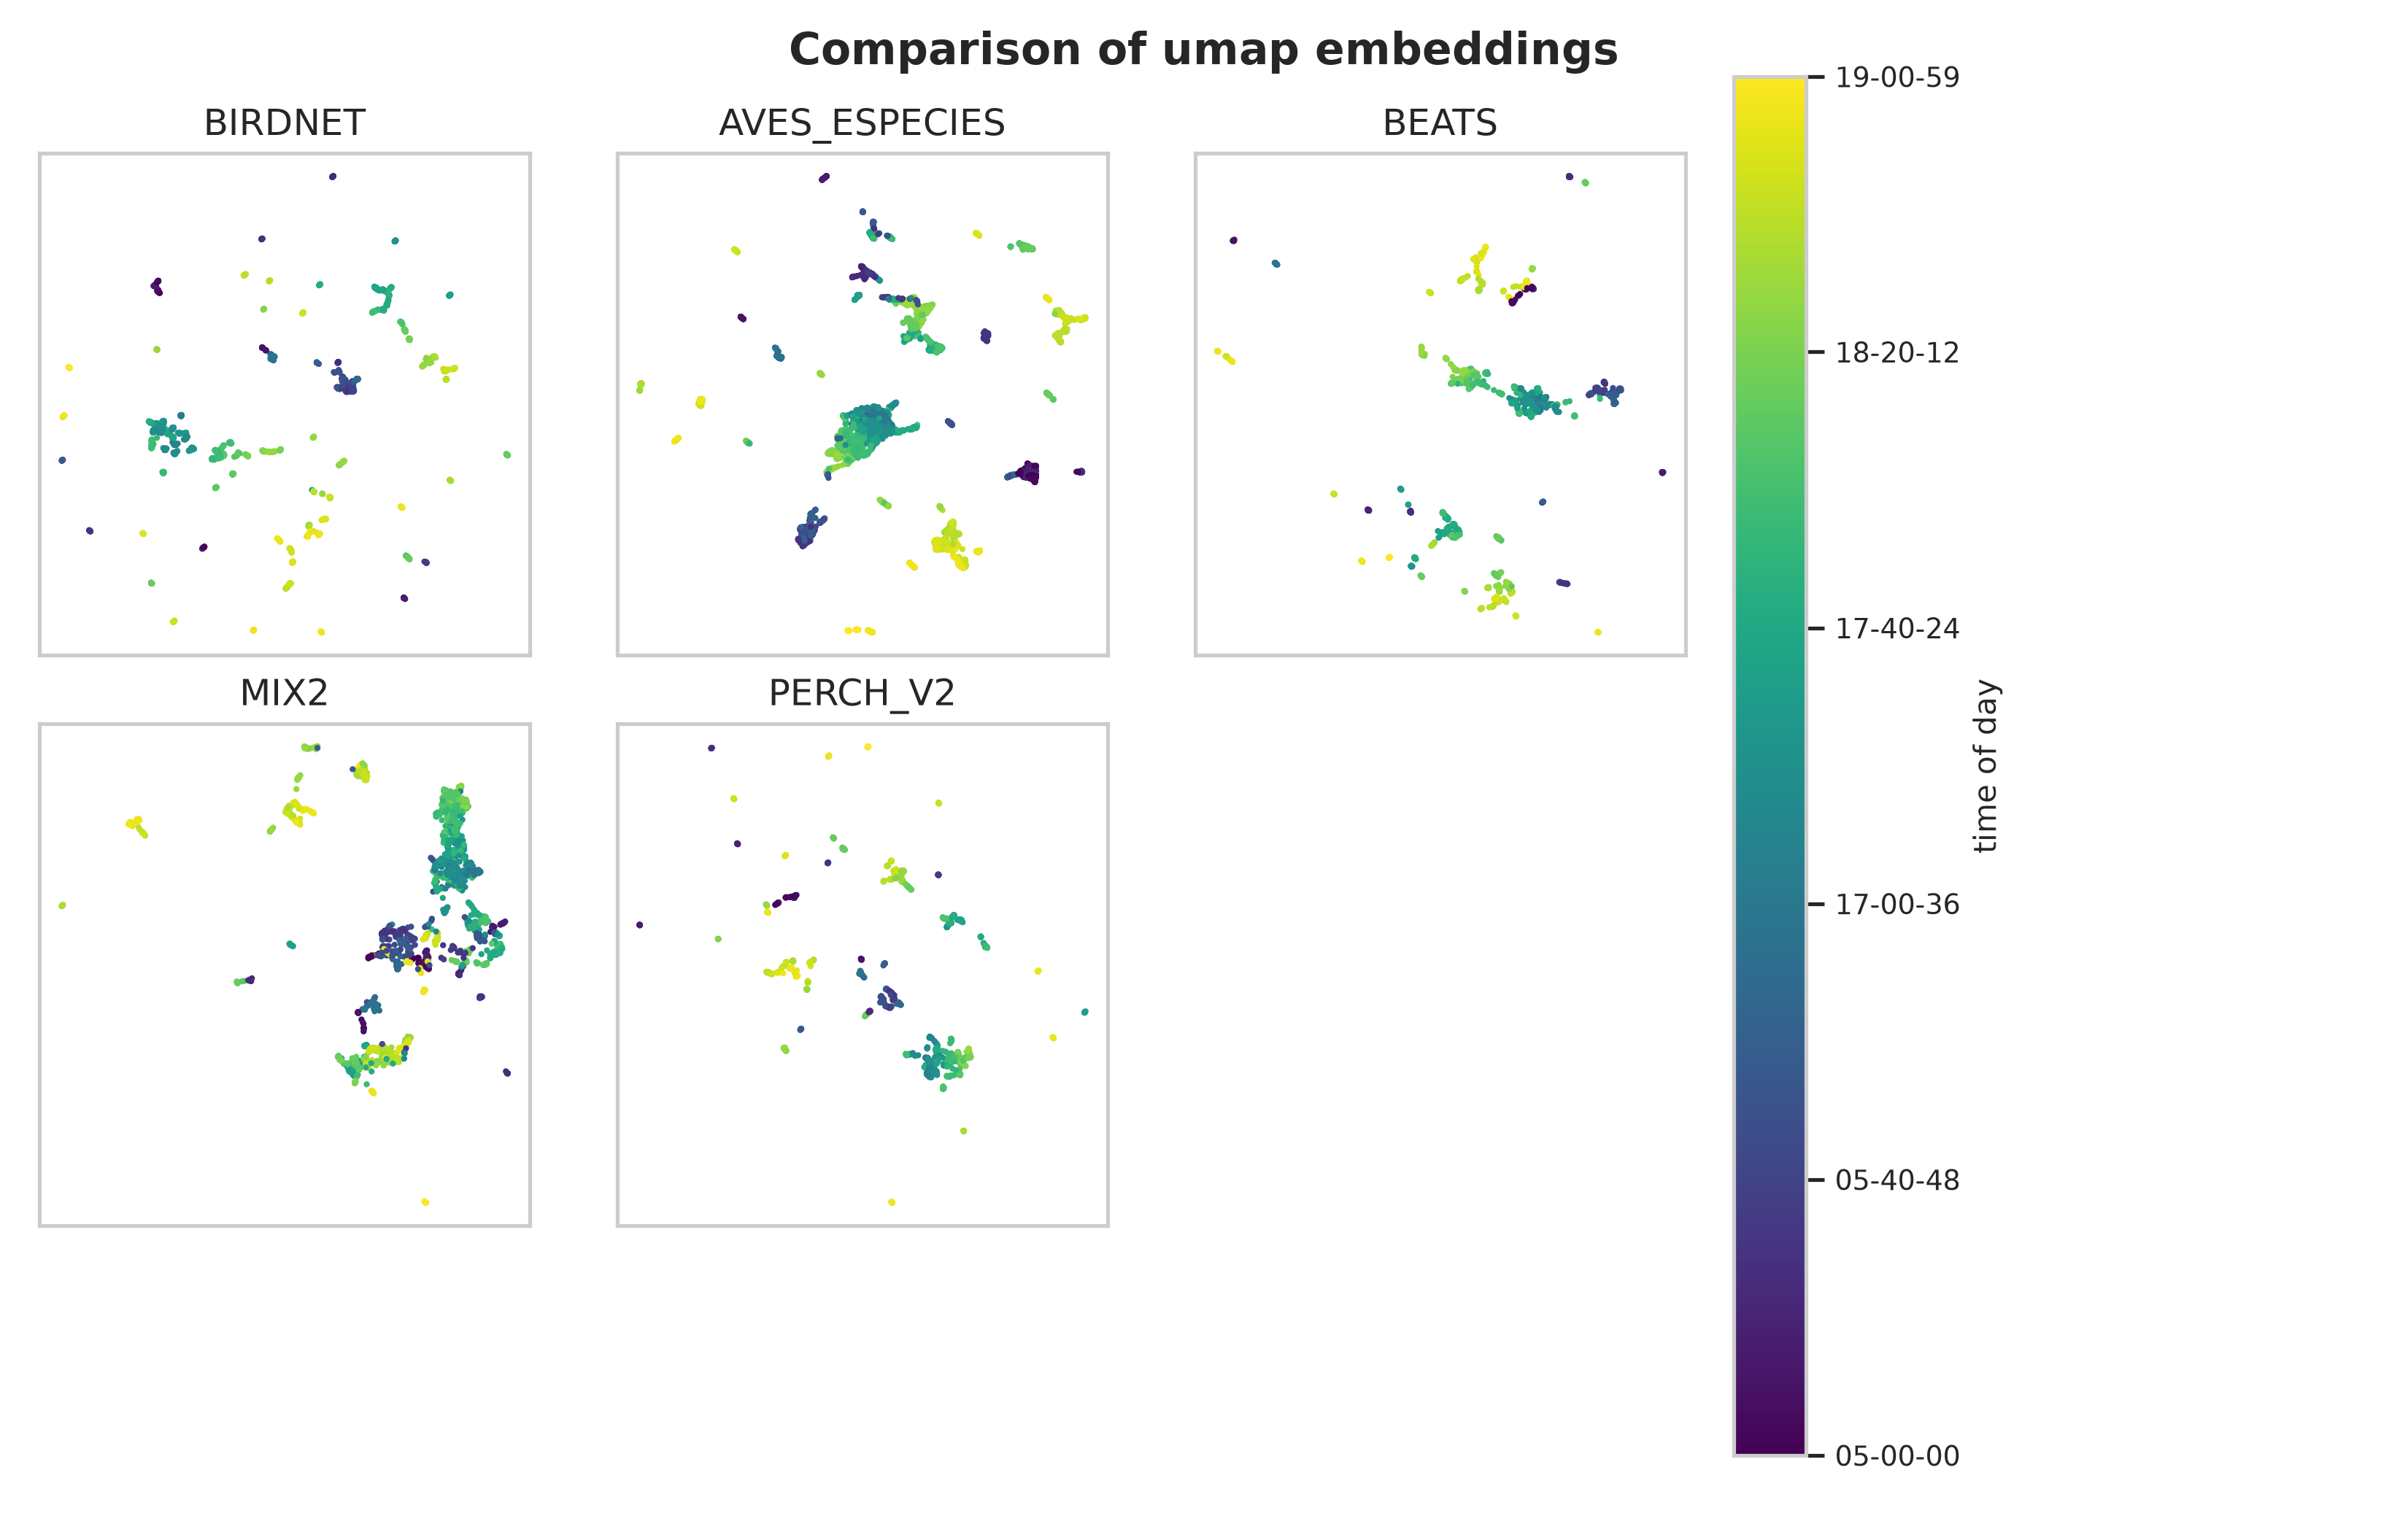 Comparison of umap embeddings
BIRDNET
AVES_ESPECIES
BEATS
MIX2
PERCH_V2
19-00-59
18-20-12
17-40-24
17-00-36
05-40-48
05-00-00
time of day